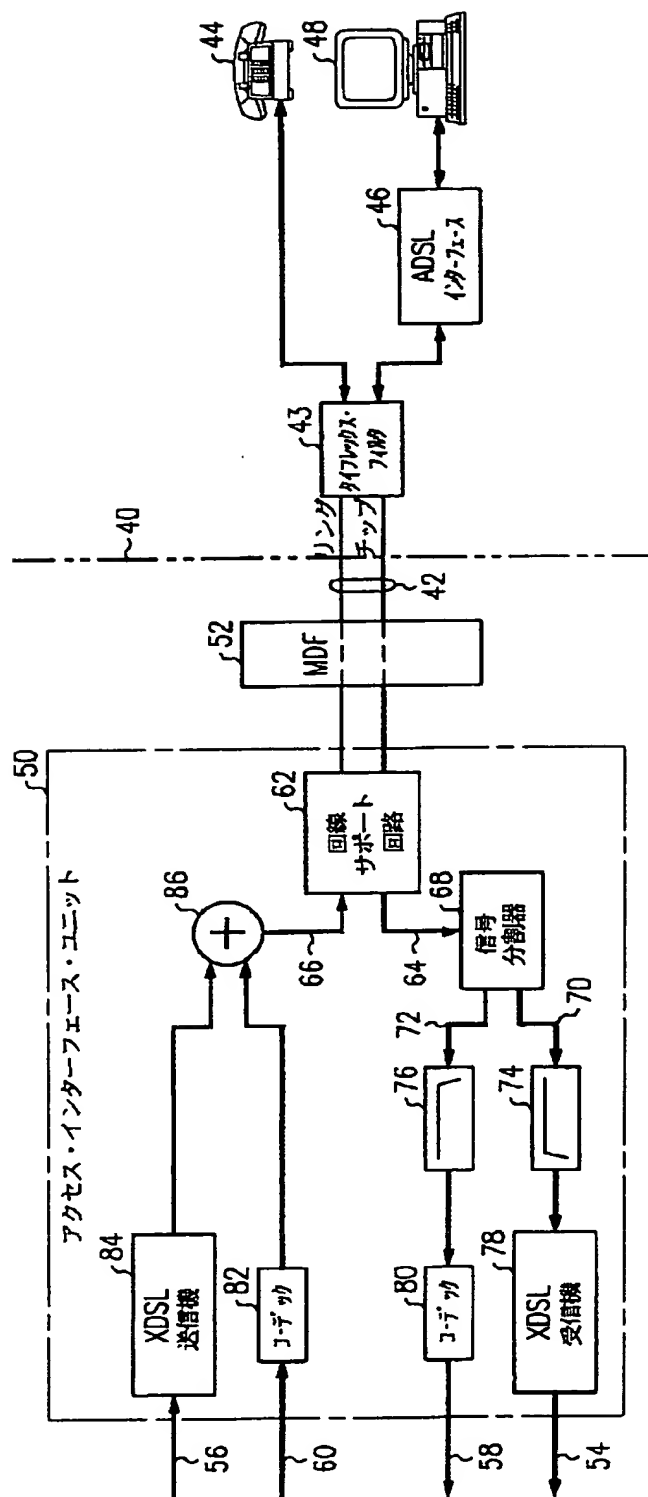 50
アクセス・インターフェース・ユニット
56
84
XDSL
送信機
60
82
コーデック
86
+
66
62
回線
サポート
回路
64
68
信号
分割器
72
70
76
74
80
コーデック
58
78
XDSL
受信機
54
52
MDF
40
42
リング
チップ
43
ダイプレックス・
フィルタ
44
46
ADSL
インターフェース
48